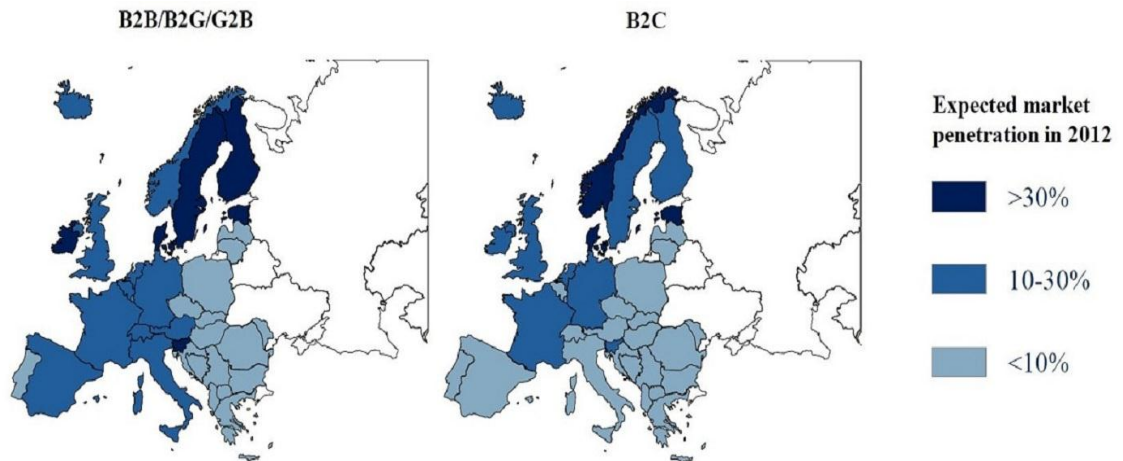 B2B/B2G/G2B
B2C
Expected market
penetration in 2012
>30%
10-30%
<10%